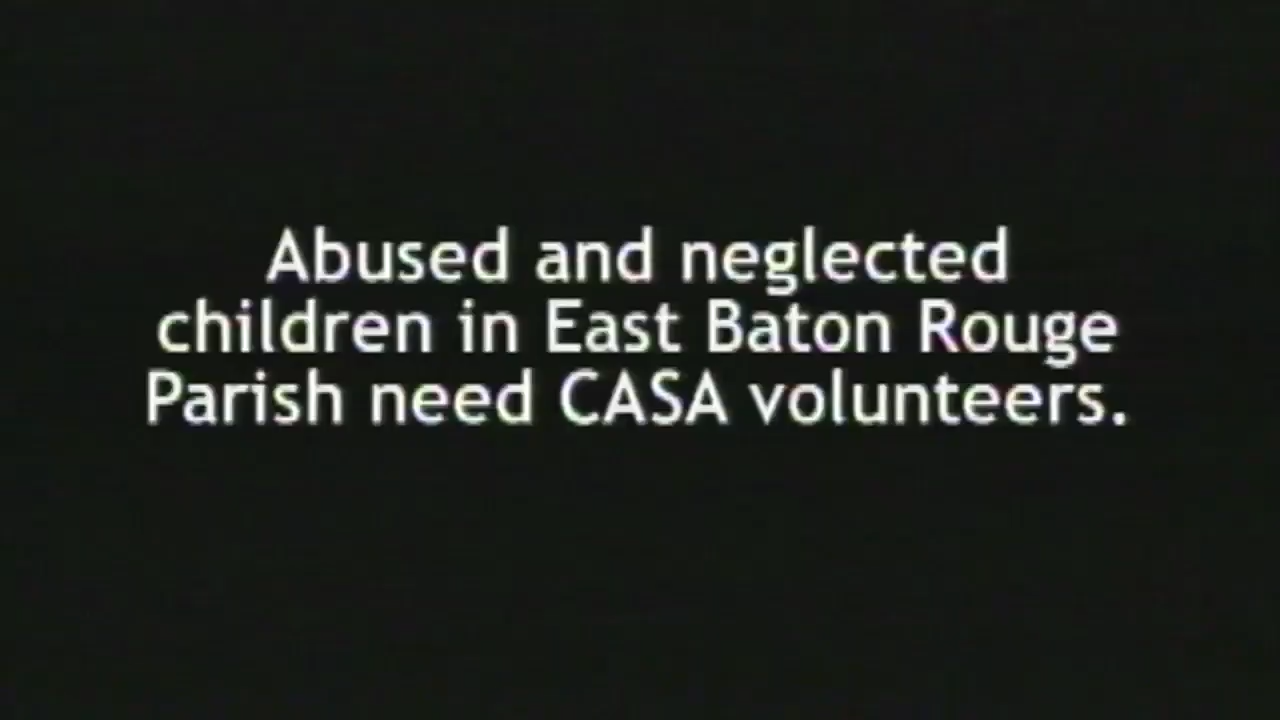 Abused and neglected
children in East Baton Rouge
Parish need CASA volunteers.